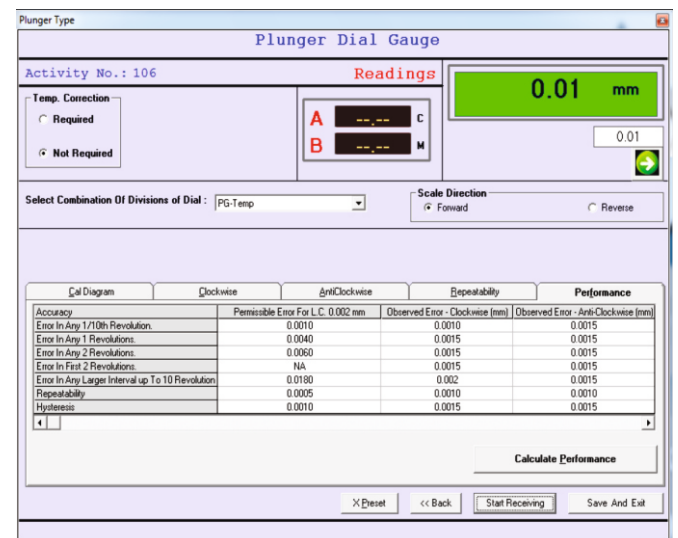 Plunger Type
Plunger Dial Gauge
Activity No.: 106
Readings
0.01 mm
Temp. Correction
Required
Not Required
A --.-- C
B --.-- M
0.01
Select Combination Of Divisions of Dial : PG-Temp
Scale Direction
Forward Reverse
Cal Diagram Clockwise AntiClockwise Repeatability Performance
Accuracy Permissible Error For L.C. 0.002 mm Observed Error - Clockwise (mm) Observed Error - Anti-Clockwise (mm)
Error In Any 1/10th Revolution. 0.0010 0.0010 0.0015
Error In Any 1 Revolutions. 0.0040 0.0015 0.0015
Error In Any 2 Revolutions. 0.0060 0.0015 0.0015
Error In First 2 Revolutions. NA 0.0015 0.0015
Error In Any Larger Interval up To 10 Revolution 0.0180 0.002 0.0015
Repeatability 0.0005 0.0010 0.0010
Hysteresis 0.0010 0.0015 0.0015
Calculate Performance
X Preset << Back Start Receiving Save And Exit